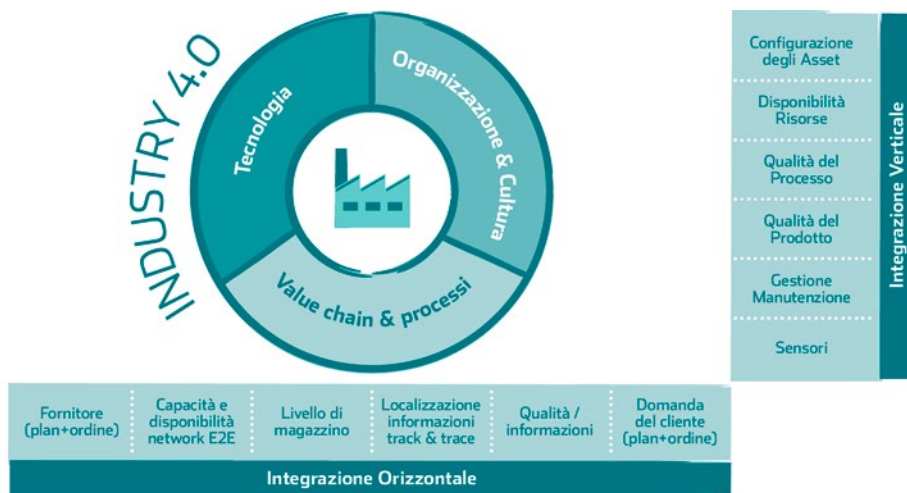 INDUSTRY 4.0
Tecnologia
Organizzazione & Cultura
Value chain & processi
Configurazione
degli Asset
Disponibilità
Risorse
Qualità del
Processo
Qualità del
Prodotto
Gestione
Manutenzione
Sensori
Integrazione Verticale
Fornitore
(plan+ordine)
Capacità e
disponibilità
network E2E
Livello di
magazzino
Localizzazione
informazioni
track & trace
Qualità /
informazioni
Domanda
del cliente
(plan+ordine)
Integrazione Orizzontale